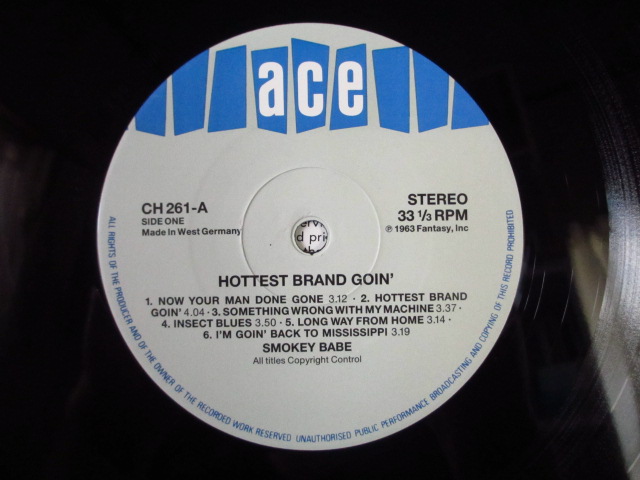 ace
CH 261-A
SIDE ONE
Made In West Germany
STEREO
33 1/3 RPM
℗ 1963 Fantasy, Inc
d pri
HOTTEST BRAND GOIN'
1. NOW YOUR MAN DONE GONE 3.12 · 2. HOTTEST BRAND
GOIN' 4.04 · 3. SOMETHING WRONG WITH MY MACHINE 3.37 ·
4. INSECT BLUES 3.50 · 5. LONG WAY FROM HOME 3.14 ·
6. I'M GOIN' BACK TO MISSISSIPPI 3.19
SMOKEY BABE
All titles Copyright Control
ALL RIGHTS OF THE PRODUCER AND OF THE OWNER OF THE RECORDED WORK RESERVED UNAUTHORISED PUBLIC PERFORMANCE BROADCASTING AND COPYING OF THIS RECORD PROHIBITED